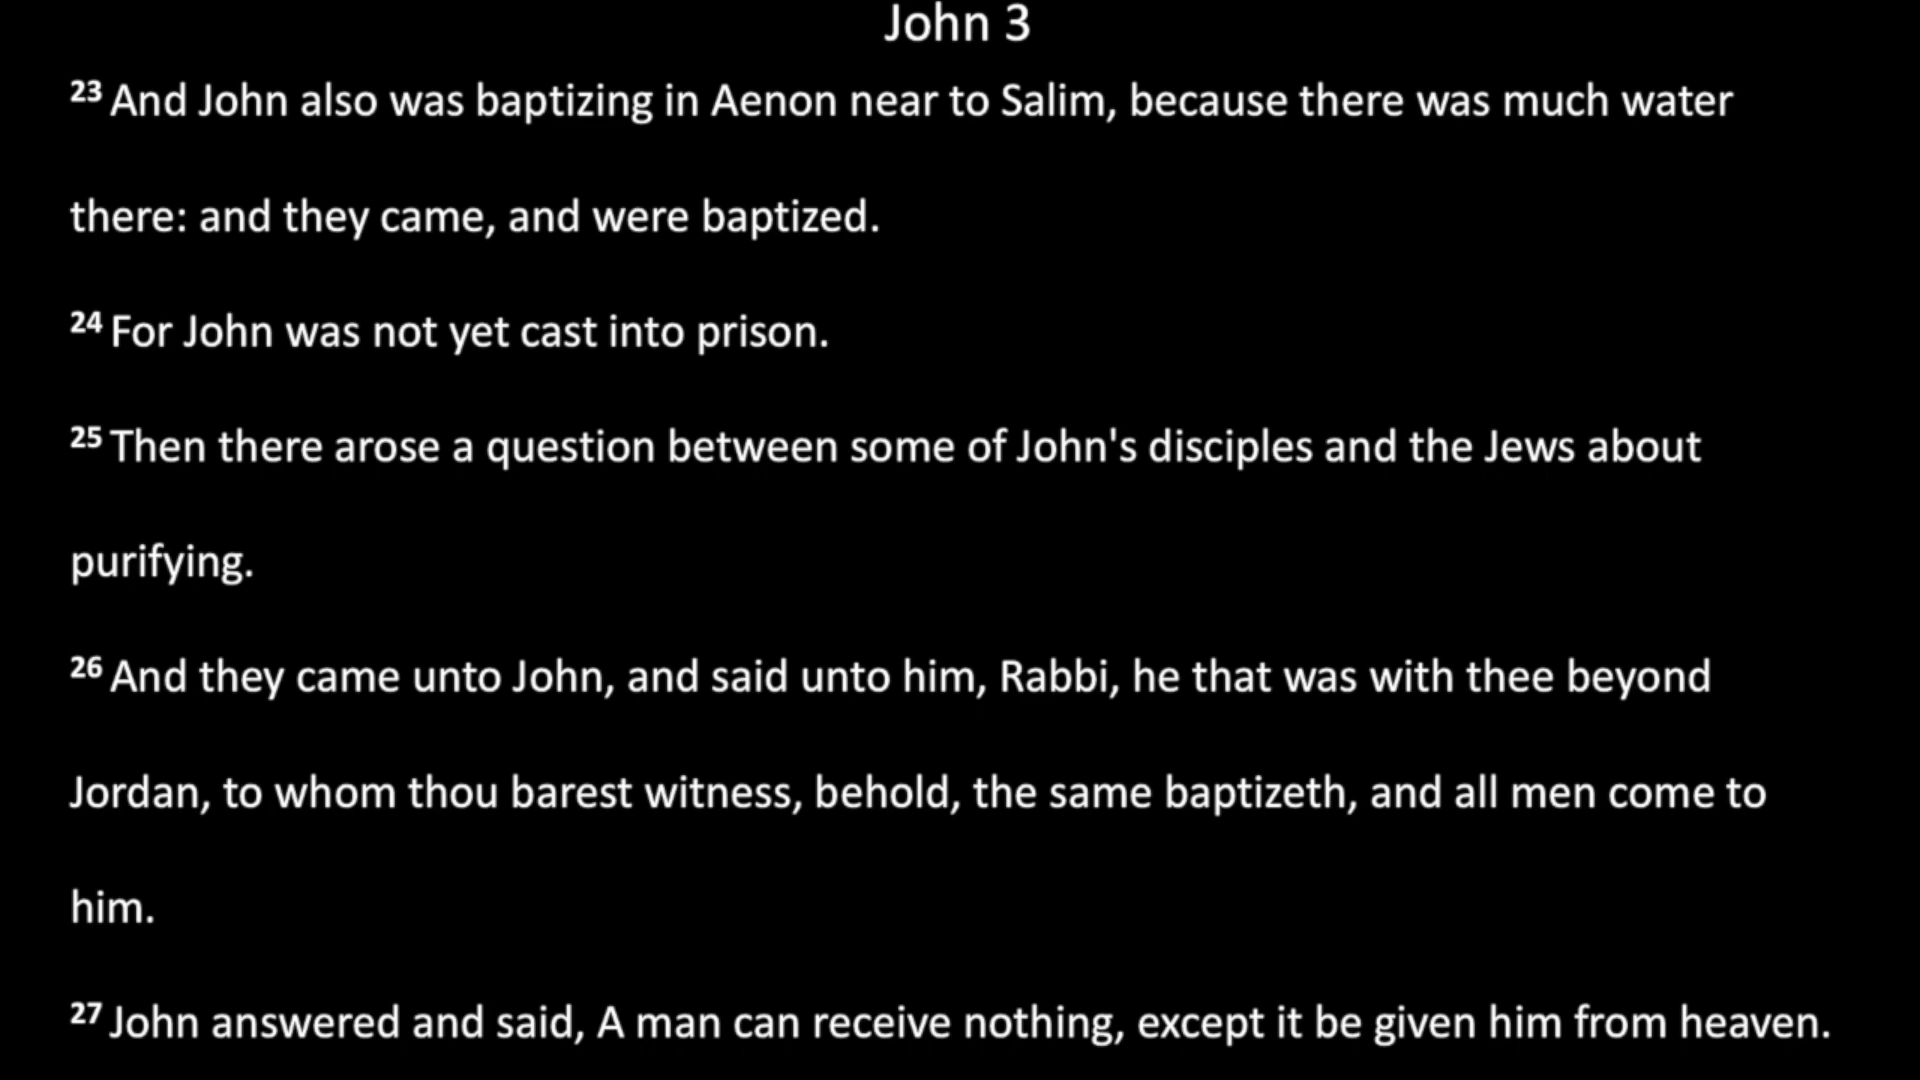 John 3
23 And John also was baptizing in Aenon near to Salim, because there was much water
there: and they came, and were baptized.
24 For John was not yet cast into prison.
25 Then there arose a question between some of John's disciples and the Jews about
purifying.
26 And they came unto John, and said unto him, Rabbi, he that was with thee beyond
Jordan, to whom thou barest witness, behold, the same baptizeth, and all men come to
him.
27 John answered and said, A man can receive nothing, except it be given him from heaven.